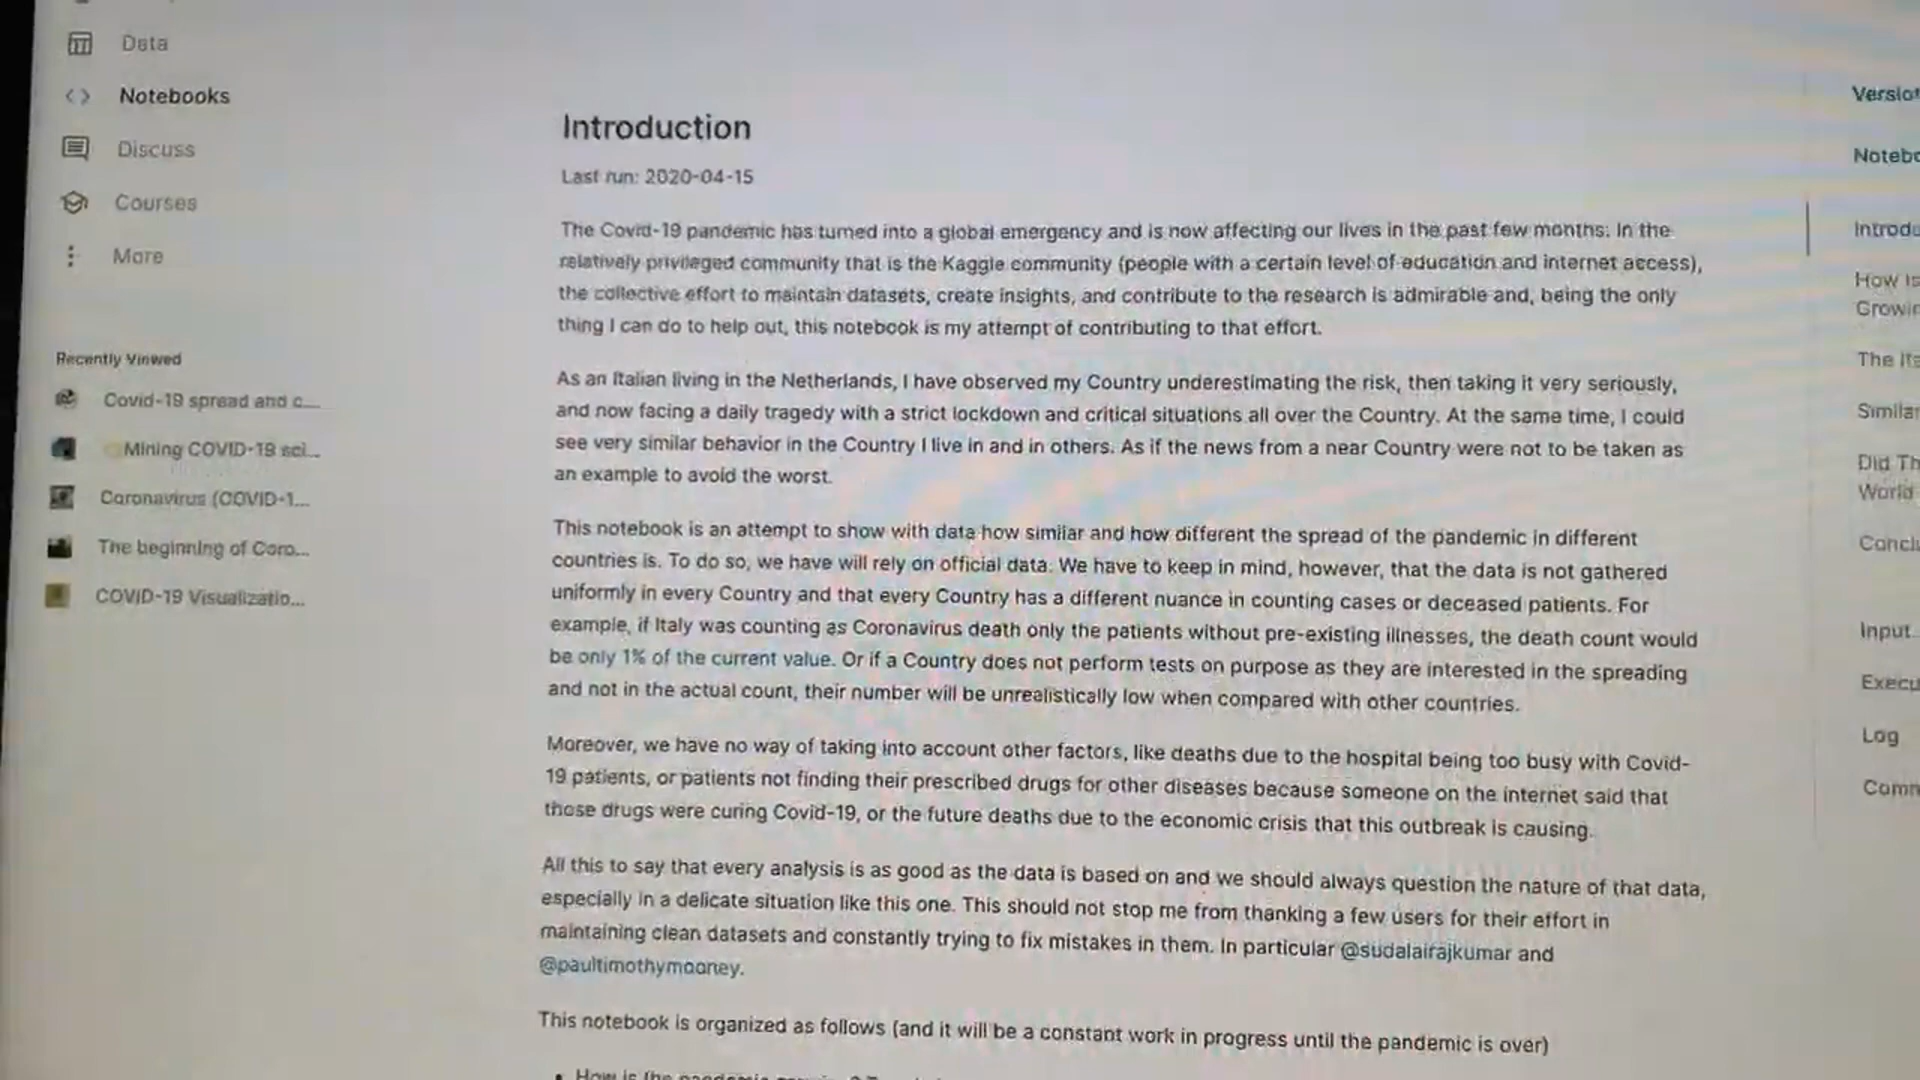 Data
Notebooks
Discuss
Courses
More
Recently Viewed
Covid-19 spread and c...
Mining COVID-19 sci...
Coronavirus (COVID-1...
The beginning of Coro...
COVID-19 Visualizatio...
Introduction
Last run: 2020-04-15
The Covid-19 pandemic has turned into a global emergency and is now affecting our lives in the past few months. In the
relatively privileged community that is the Kaggle community (people with a certain level of education and internet access),
the collective effort to maintain datasets, create insights, and contribute to the research is admirable and, being the only
thing I can do to help out, this notebook is my attempt of contributing to that effort.
As an Italian living in the Netherlands, I have observed my Country underestimating the risk, then taking it very seriously,
and now facing a daily tragedy with a strict lockdown and critical situations all over the Country. At the same time, I could
see very similar behavior in the Country I live in and in others. As if the news from a near Country were not to be taken as
an example to avoid the worst.
This notebook is an attempt to show with data how similar and how different the spread of the pandemic in different
countries is. To do so, we have will rely on official data. We have to keep in mind, however, that the data is not gathered
uniformly in every Country and that every Country has a different nuance in counting cases or deceased patients. For
example, if Italy was counting as Coronavirus death only the patients without pre-existing illnesses, the death count would
be only 1% of the current value. Or if a Country does not perform tests on purpose as they are interested in the spreading
and not in the actual count, their number will be unrealistically low when compared with other countries.
Moreover, we have no way of taking into account other factors, like deaths due to the hospital being too busy with Covid-
19 patients, or patients not finding their prescribed drugs for other diseases because someone on the internet said that
those drugs were curing Covid-19, or the future deaths due to the economic crisis that this outbreak is causing.
All this to say that every analysis is as good as the data is based on and we should always question the nature of that data,
especially in a delicate situation like this one. This should not stop me from thanking a few users for their effort in
maintaining clean datasets and constantly trying to fix mistakes in them. In particular @sudalairajkumar and
@paultimothymooney.
This notebook is organized as follows (and it will be a constant work in progress until the pandemic is over)
How is the pandemic
Version
Notebo
Introdu
How Is
Growin
The Ita
Similar
Did Th
World
Conclu
Input
Execu
Log
Comm